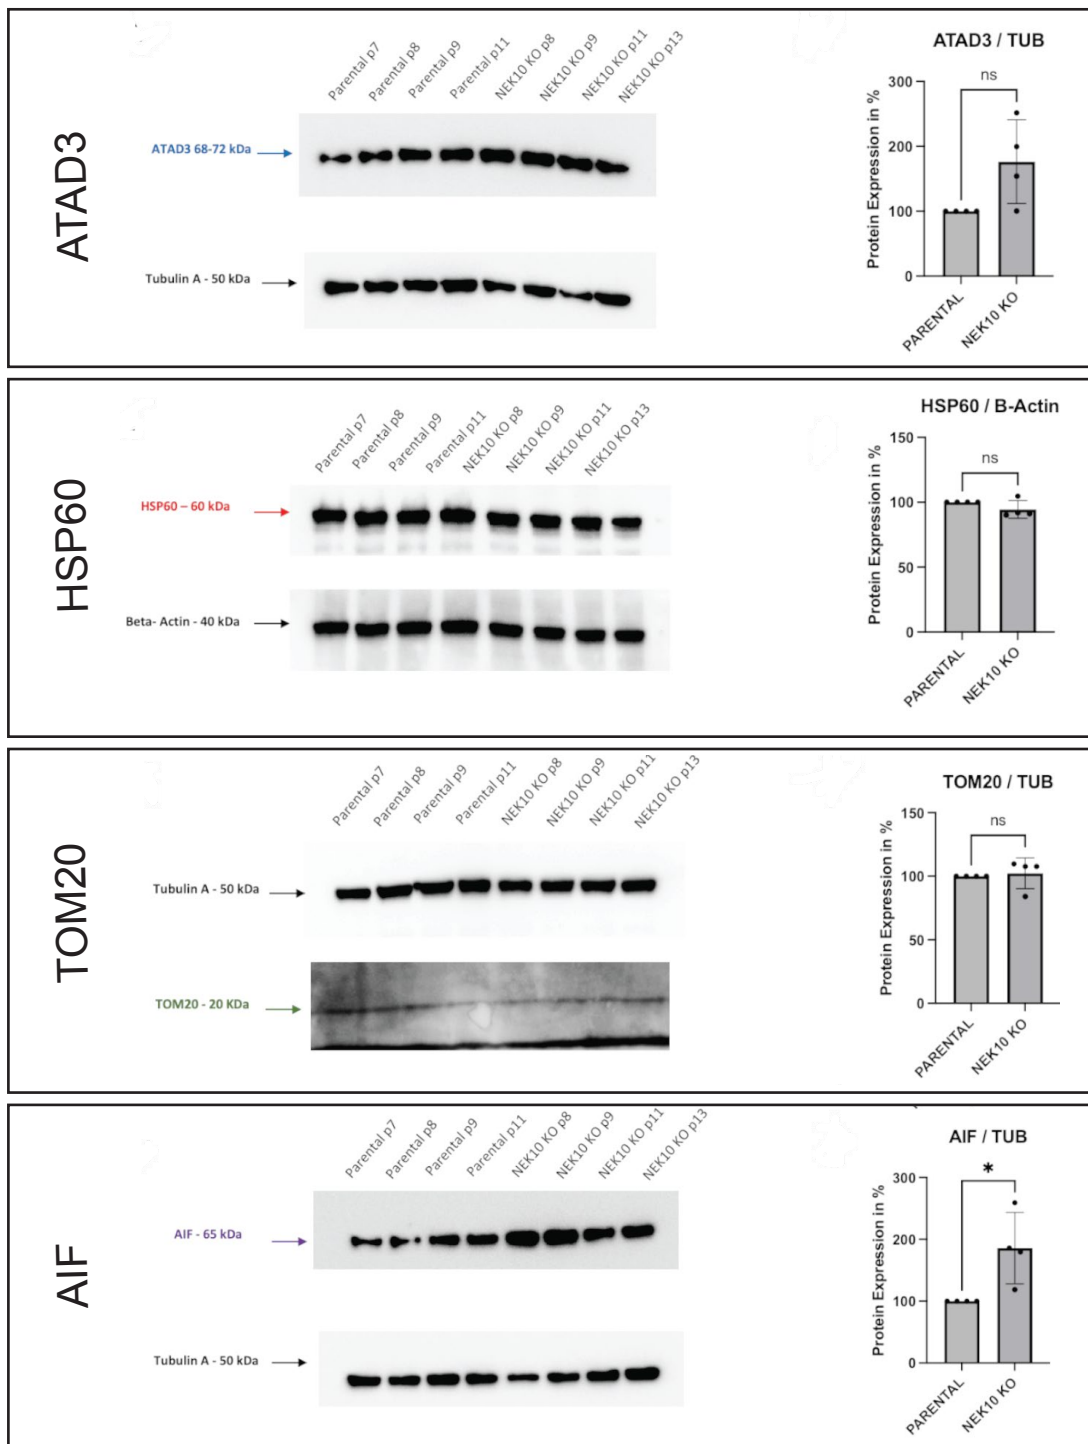 ATAD3
Parental p7
Parental p8
Parental p9
Parental p11
NEK10 KO p8
NEK10 KO p9
NEK10 KO p11
NEK10 KO p13
ATAD3 68-72 kDa
Tubulin A - 50 kDa
ATAD3 / TUB
ns
Protein Expression in %
300
200
100
0
PARENTAL
NEK10 KO
HSP60
Parental p7
Parental p8
Parental p9
Parental p11
NEK10 KO p8
NEK10 KO p9
NEK10 KO p11
NEK10 KO p13
HSP60 – 60 kDa
Beta- Actin - 40 kDa
HSP60 / B-Actin
ns
Protein Expression in %
150
100
50
0
PARENTAL
NEK10 KO
TOM20
Parental p7
Parental p8
Parental p9
Parental p11
NEK10 KO p8
NEK10 KO p9
NEK10 KO p11
NEK10 KO p13
Tubulin A - 50 kDa
TOM20 - 20 KDa
TOM20 / TUB
ns
Protein Expression in %
150
100
50
0
PARENTAL
NEK10 KO
AIF
Parental p7
Parental p8
Parental p9
Parental p11
NEK10 KO p8
NEK10 KO p9
NEK10 KO p11
NEK10 KO p13
AIF - 65 kDa
Tubulin A - 50 kDa
AIF / TUB
*
Protein Expression in %
300
200
100
0
PARENTAL
NEK10 KO